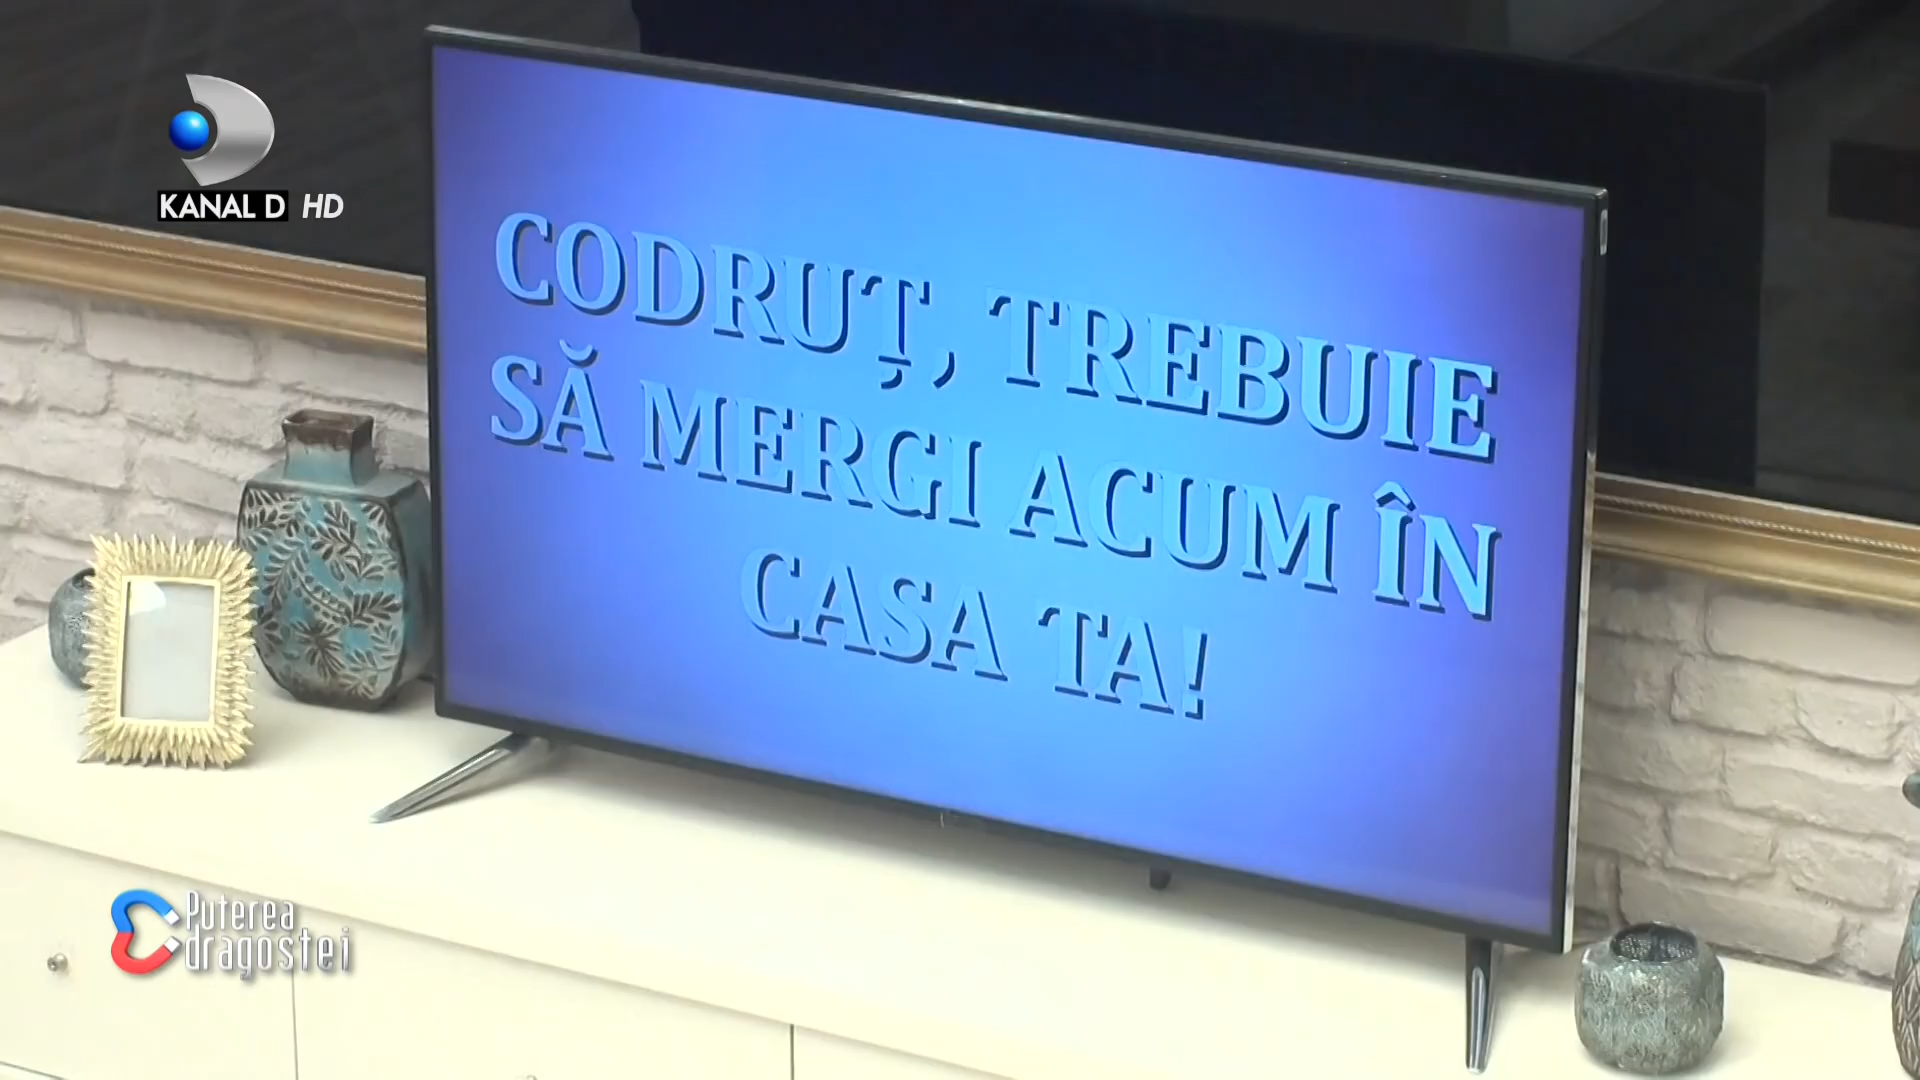 KANAL D HD
CODRUȚ, TREBUIE
SĂ MERGI ACUM ÎN
CASA TA!
Puterea
dragostei